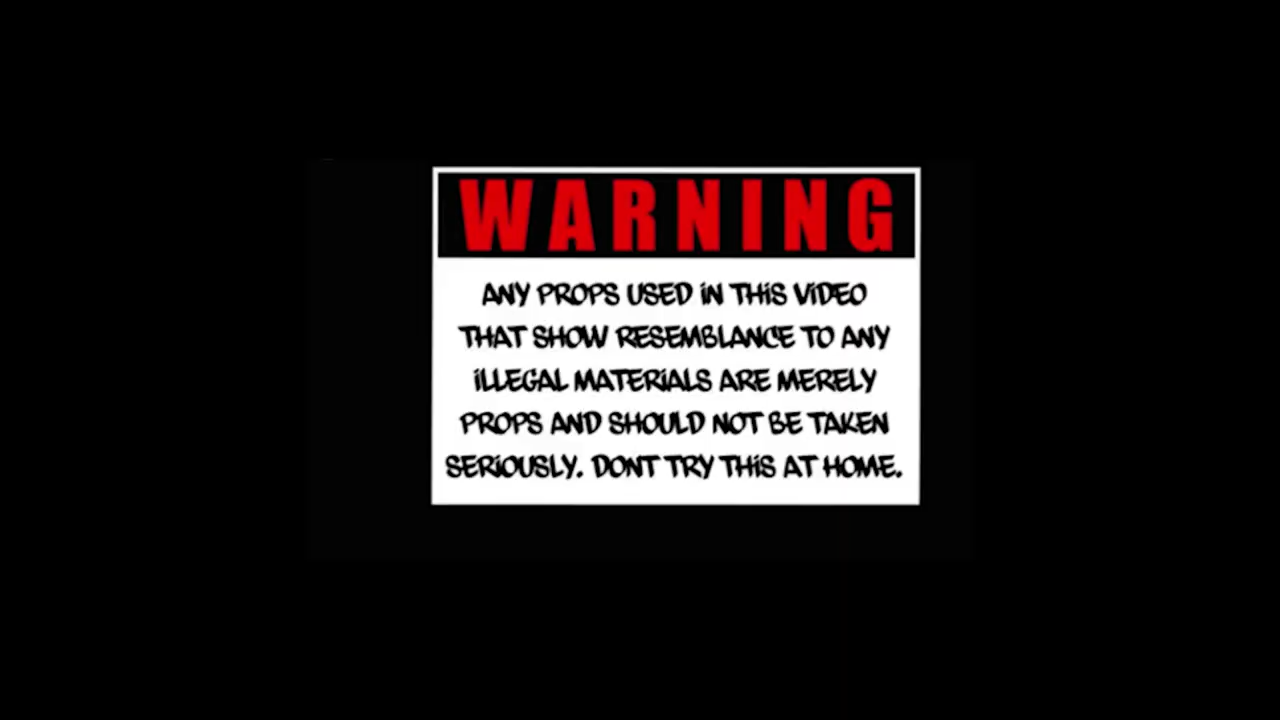 WARNING
ANY PROPS USED IN THIS VIDEO
THAT SHOW RESEMBLANCE TO ANY
ILLEGAL MATERIALS ARE MERELY
PROPS AND SHOULD NOT BE TAKEN
SERIOUSLY. DONT TRY THIS AT HOME.